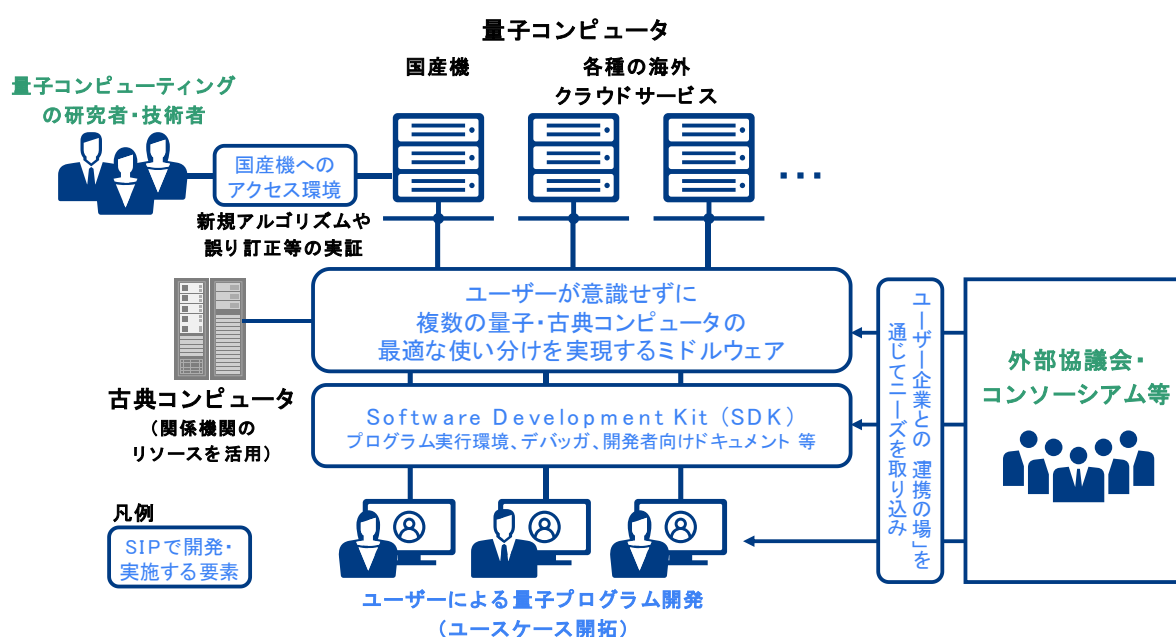 量子コンピュータ
国産機
各種の海外
クラウドサービス
量子コンピューティング
の研究者・技術者
国産機への
アクセス環境
新規アルゴリズムや
誤り訂正等の実証
・・・
ユーザーが意識せずに
複数の量子・古典コンピュータの
最適な使い分けを実現するミドルウェア
古典コンピュータ
（関係機関の
リソースを活用）
Software Development Kit（SDK）
プログラム実行環境、デバッガ、開発者向けドキュメント 等
ユーザー企業との「連携の場」を
通じてニーズを取り込み
外部協議会・
コンソーシアム等
凡例
SIPで開発・
実施する要素
ユーザーによる量子プログラム開発
（ユースケース開拓）